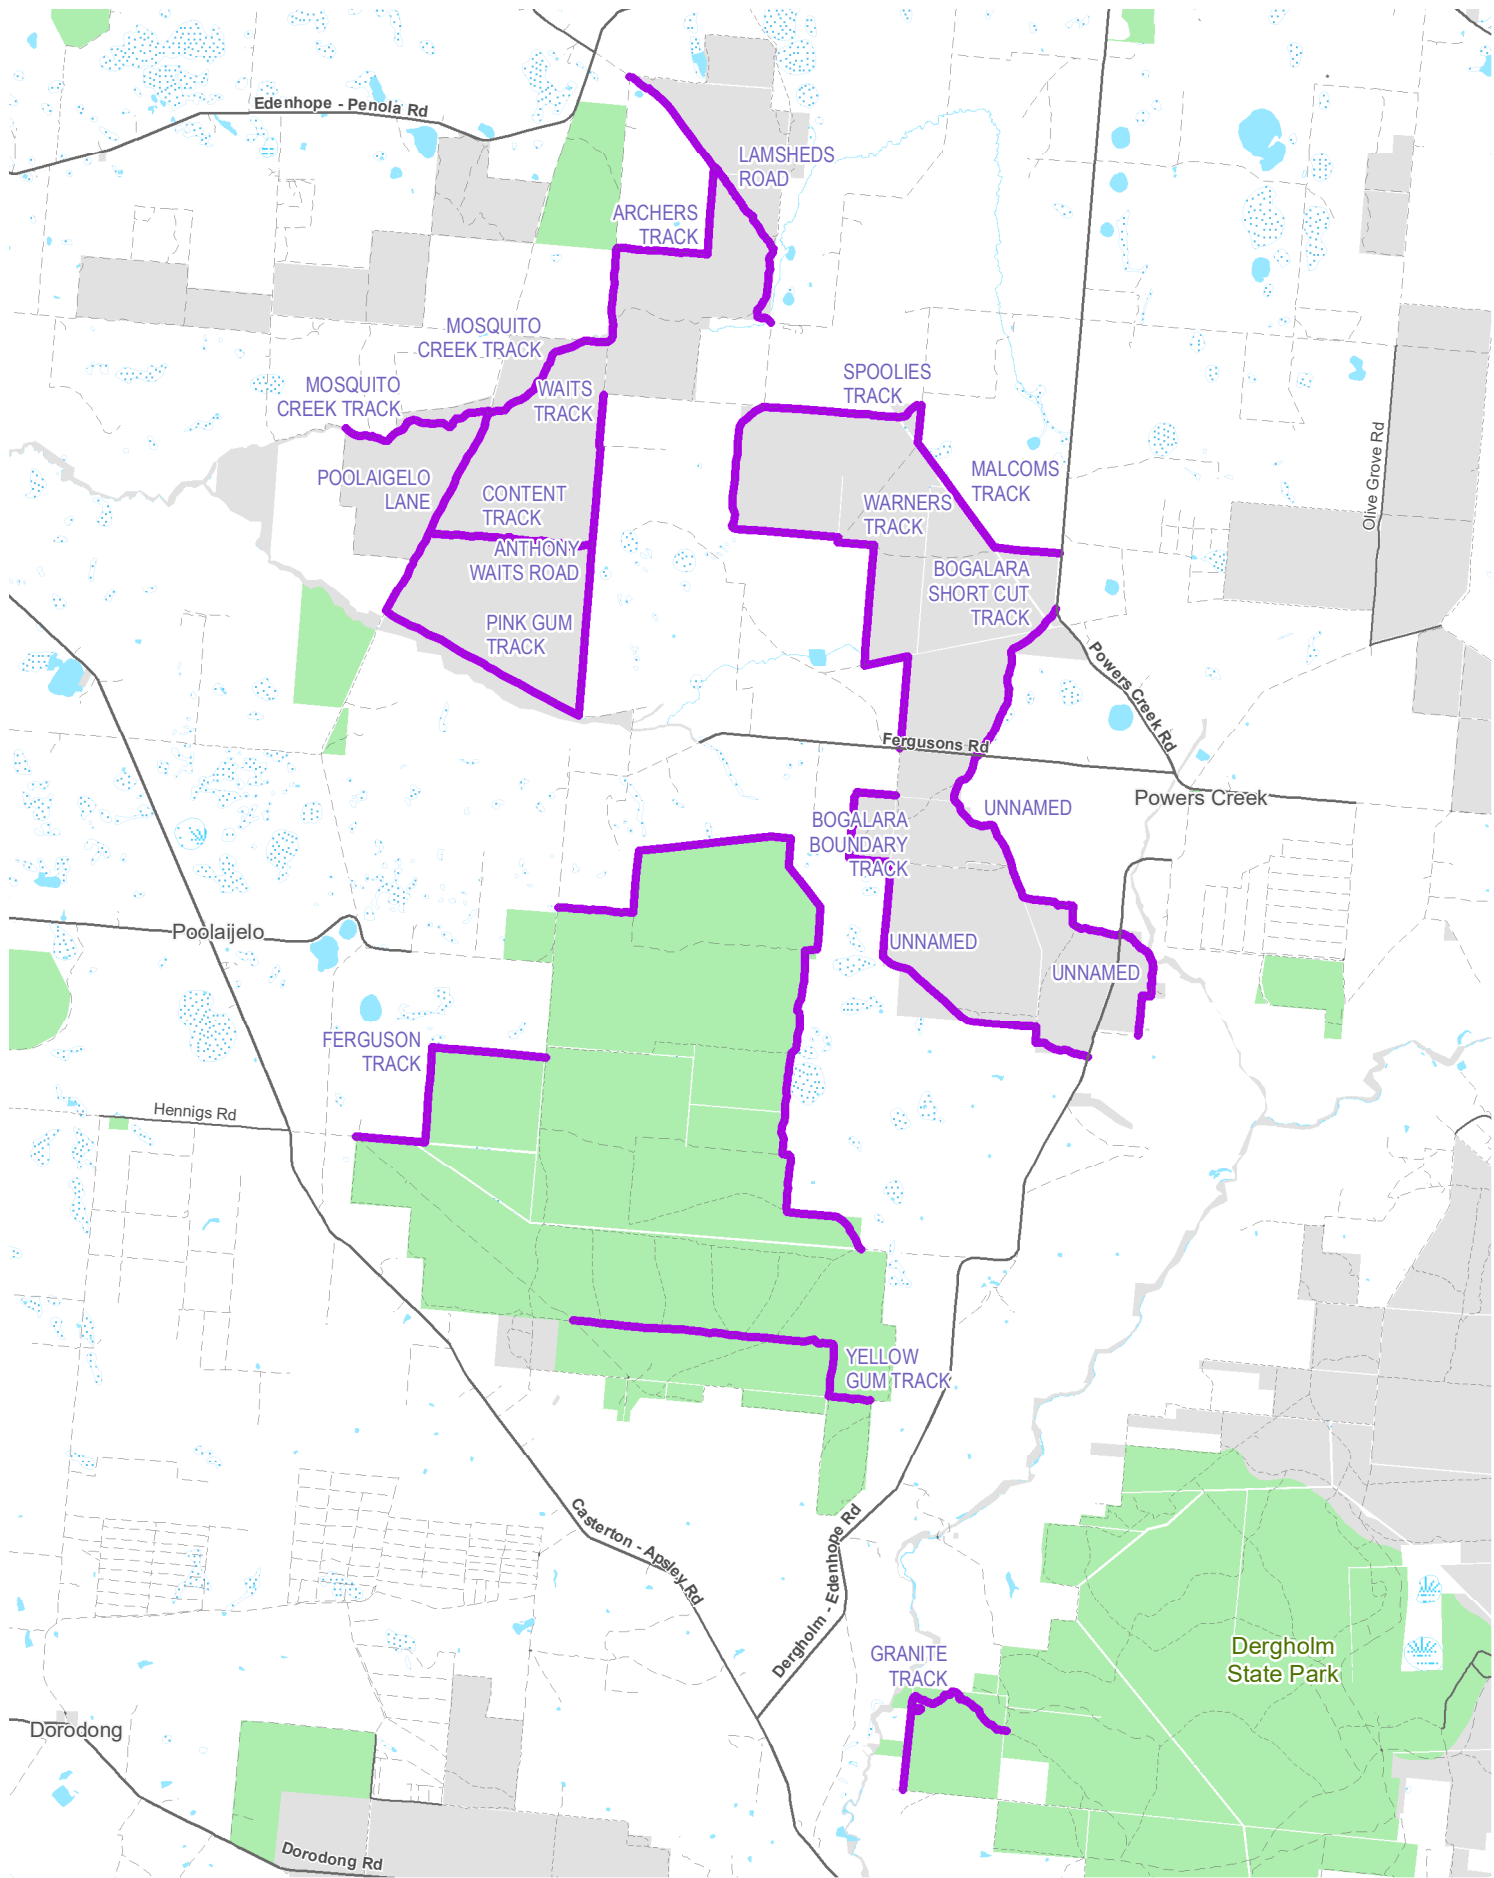 Edenhope - Penola Rd
LAMSHEDS
ROAD
ARCHERS
TRACK
MOSQUITO
CREEK TRACK
MOSQUITO
CREEK TRACK
WAITS
TRACK
SPOOLIES
TRACK
POOLAIGELO
LANE
CONTENT
TRACK
MALCOMS
TRACK
WARNERS
TRACK
Olive Grove Rd
ANTHONY
WAITS ROAD
BOGALARA
SHORT CUT
TRACK
PINK GUM
TRACK
Powers Creek Rd
Fergusons Rd
Powers Creek
UNNAMED
BOGALARA
BOUNDARY
TRACK
Poolaijelo
UNNAMED
UNNAMED
FERGUSON
TRACK
Hennigs Rd
YELLOW
GUM TRACK
Casterton - Apsley Rd
Dergholm - Edenhope Rd
GRANITE
TRACK
Dergholm
State Park
Dorodong
Dorodong Rd